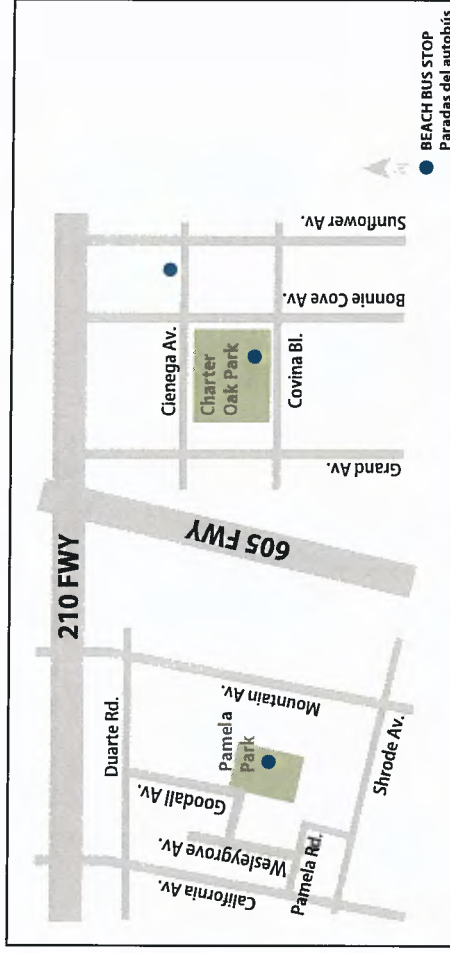 210 FWY
605 FWY
Duarte Rd.
Goodall Av.
Pamela
Park
Wesleygrove Av.
California Av.
Pamela Rd.
Mountain Av.
Shrode Av.
Cienega Av.
Charter
Oak Park
Covina Bl.
Grand Av.
Bonnie Cove Av.
Sunflower Av.
BEACH BUS STOP
Paradas del autobús